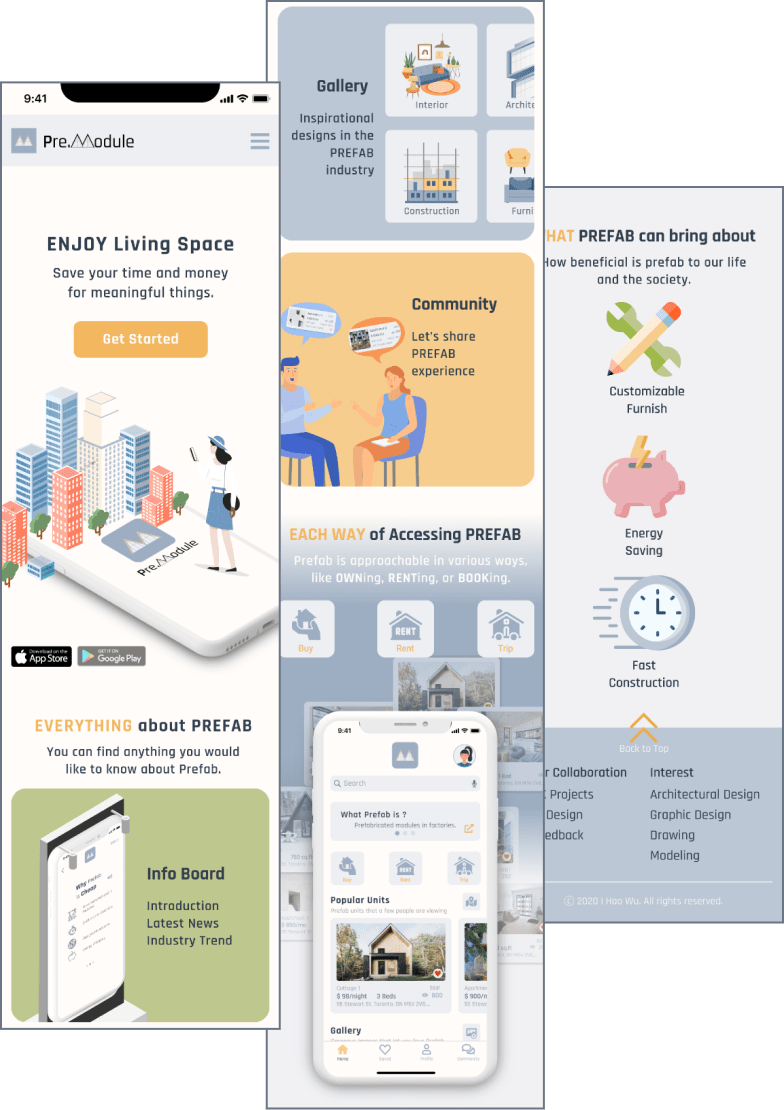 9:41
Pre.Module
ENJOY Living Space
Save your time and money
for meaningful things.
Get Started
Pre.Module
Download on the
App Store
GET IT ON
Google Play
EVERYTHING about PREFAB
You can find anything you would
like to know about Prefab.
Why Prefab
is Cheap
Info Board
Introduction
Latest News
Industry Trend
Gallery
Inspirational
designs in the
PREFAB
industry
Interior
Archite
Construction
Furni
Community
Let's share
PREFAB
experience
EACH WAY of Accessing PREFAB
Prefab is approachable in various ways,
like OWNing, RENTing, or BOOKing.
RENT
Buy
Rent
Trip
9:41
Search
What Prefab is ?
Prefabricated modules in factories.
RENT
Buy
Rent
Trip
Popular Units
Prefab units that a few people are viewing
Cottage 1
TRIP
$ 98/night
3 Beds
800
Apartmen
$ 900/m
Gallery
Home
Saved
Profile
Comments
HAT PREFAB can bring about
How beneficial is prefab to our life
and the society.
Customizable
Furnish
Energy
Saving
Fast
Construction
Back to Top
r Collaboration
Interest
Projects
Architectural Design
Design
Graphic Design
edback
Drawing
Modeling
© 2020 | Hao Wu. All rights reserved.